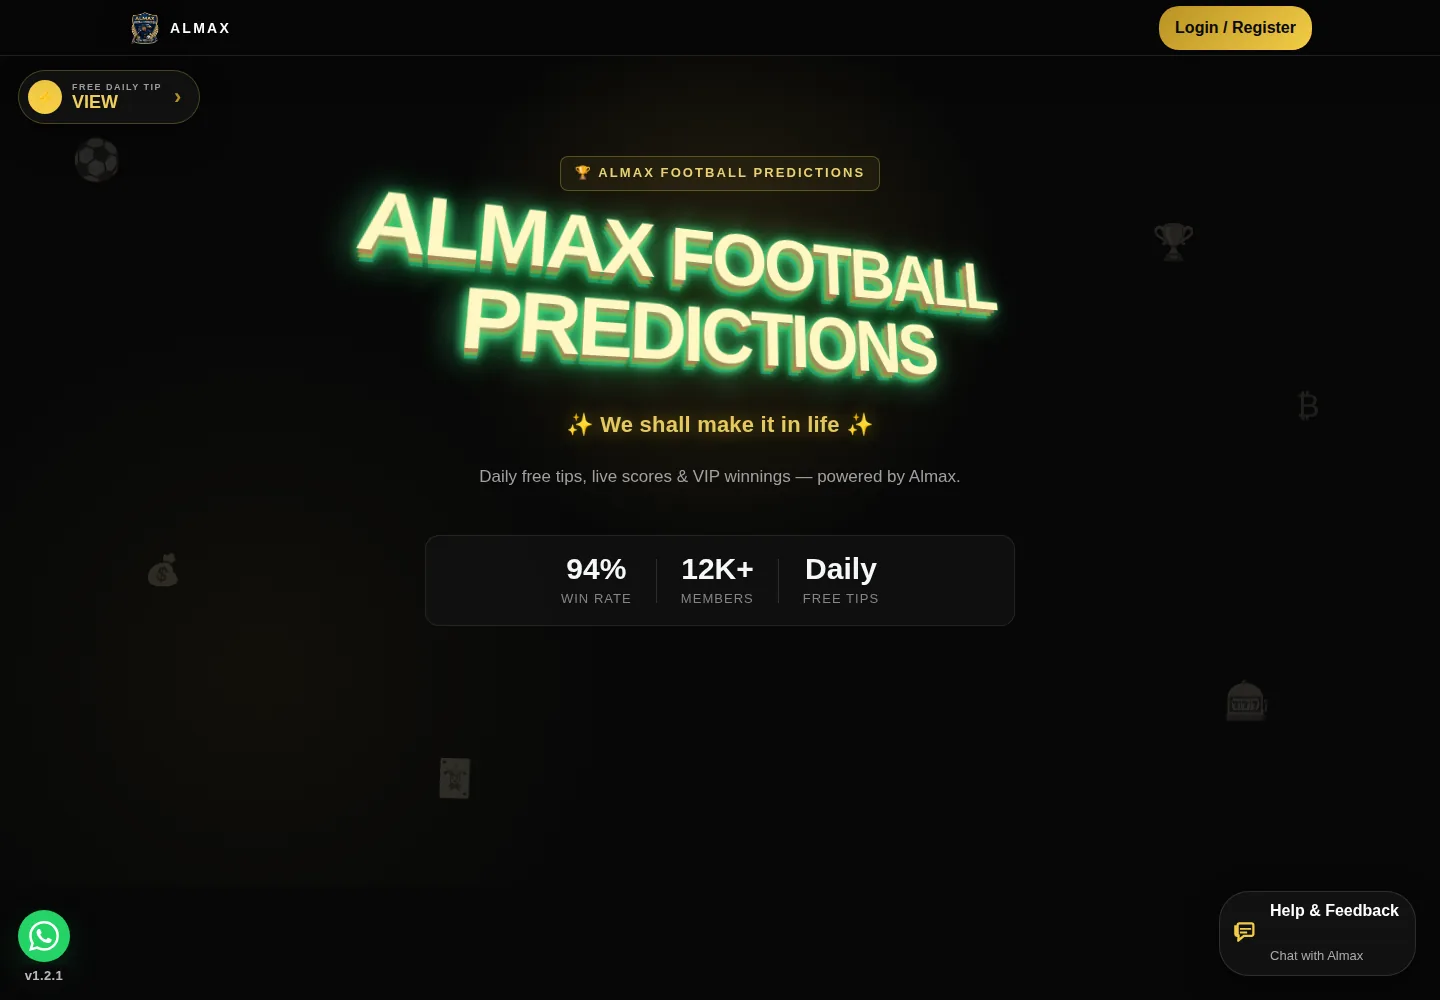 ALMAX
Login / Register
FREE DAILY TIP
VIEW
🏆 ALMAX FOOTBALL PREDICTIONS
ALMAX FOOTBALL
PREDICTIONS
✨ We shall make it in life ✨
Daily free tips, live scores & VIP winnings — powered by Almax.
94%
WIN RATE
12K+
MEMBERS
Daily
FREE TIPS
Help & Feedback
Chat with Almax
v1.2.1